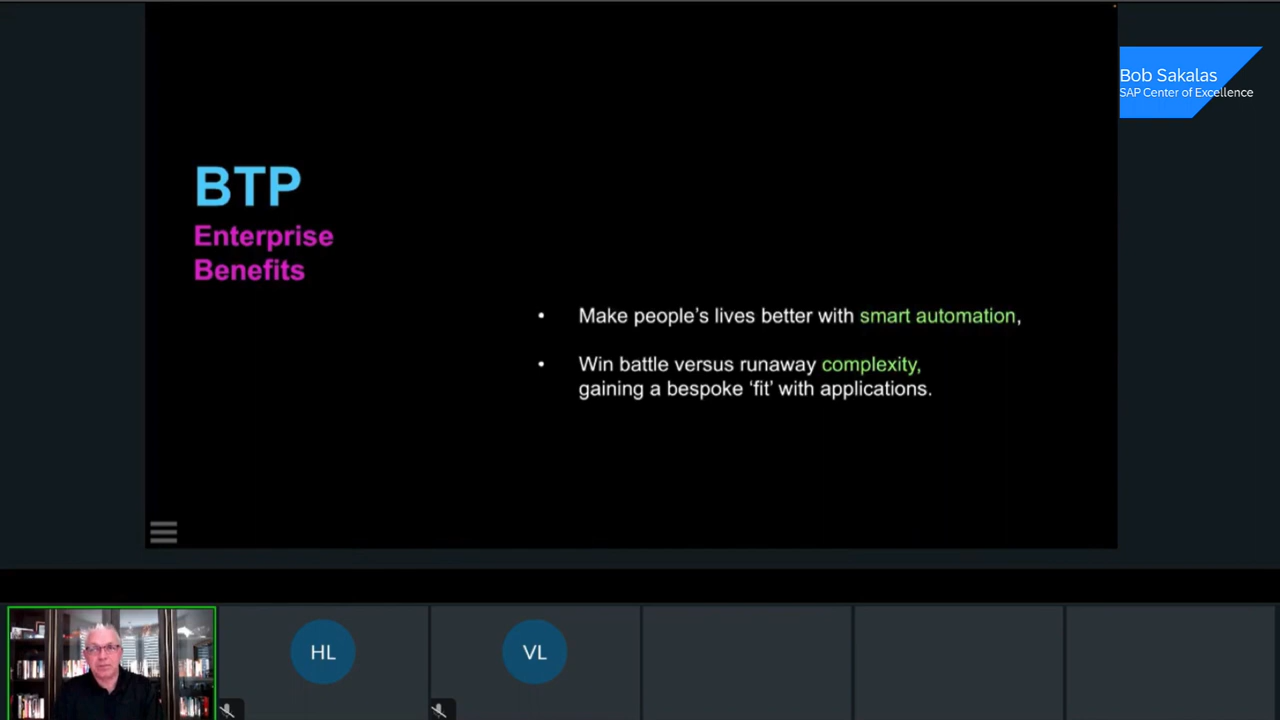 Bob Sakalas
SAP Center of Excellence
BTP
Enterprise
Benefits
• Make people's lives better with smart automation,
• Win battle versus runaway complexity,
gaining a bespoke ‘fit’ with applications.
HL
VL